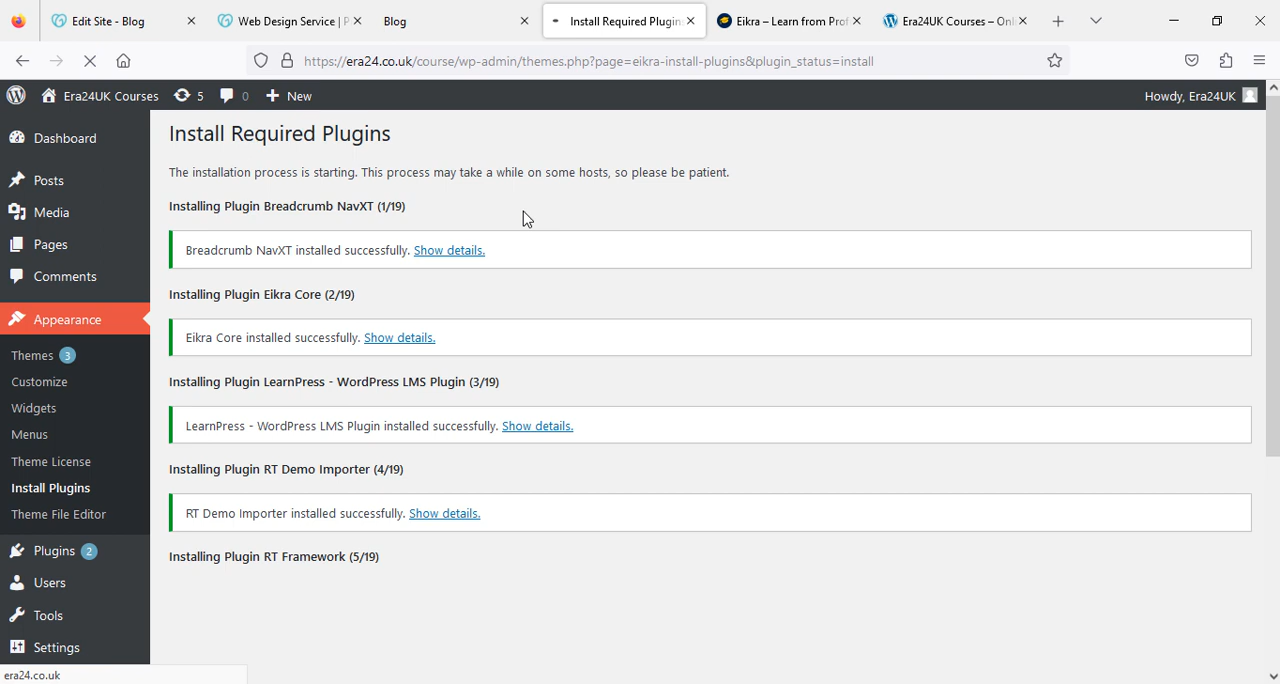 Edit Site - Blog
Web Design Service | P
Blog
Install Required Plugin
Eikra – Learn from Prof
Era24UK Courses – Onl
https://era24.co.uk/course/wp-admin/themes.php?page=eikra-install-plugins&plugin_status=install
Era24UK Courses
5
0
New
Howdy, Era24UK
Dashboard
Posts
Media
Pages
Comments
Appearance
Themes 3
Customize
Widgets
Menus
Theme License
Install Plugins
Theme File Editor
Plugins 2
Users
Tools
Settings
Install Required Plugins
The installation process is starting. This process may take a while on some hosts, so please be patient.
Installing Plugin Breadcrumb NavXT (1/19)
Breadcrumb NavXT installed successfully. Show details.
Installing Plugin Eikra Core (2/19)
Eikra Core installed successfully. Show details.
Installing Plugin LearnPress - WordPress LMS Plugin (3/19)
LearnPress - WordPress LMS Plugin installed successfully. Show details.
Installing Plugin RT Demo Importer (4/19)
RT Demo Importer installed successfully. Show details.
Installing Plugin RT Framework (5/19)
era24.co.uk